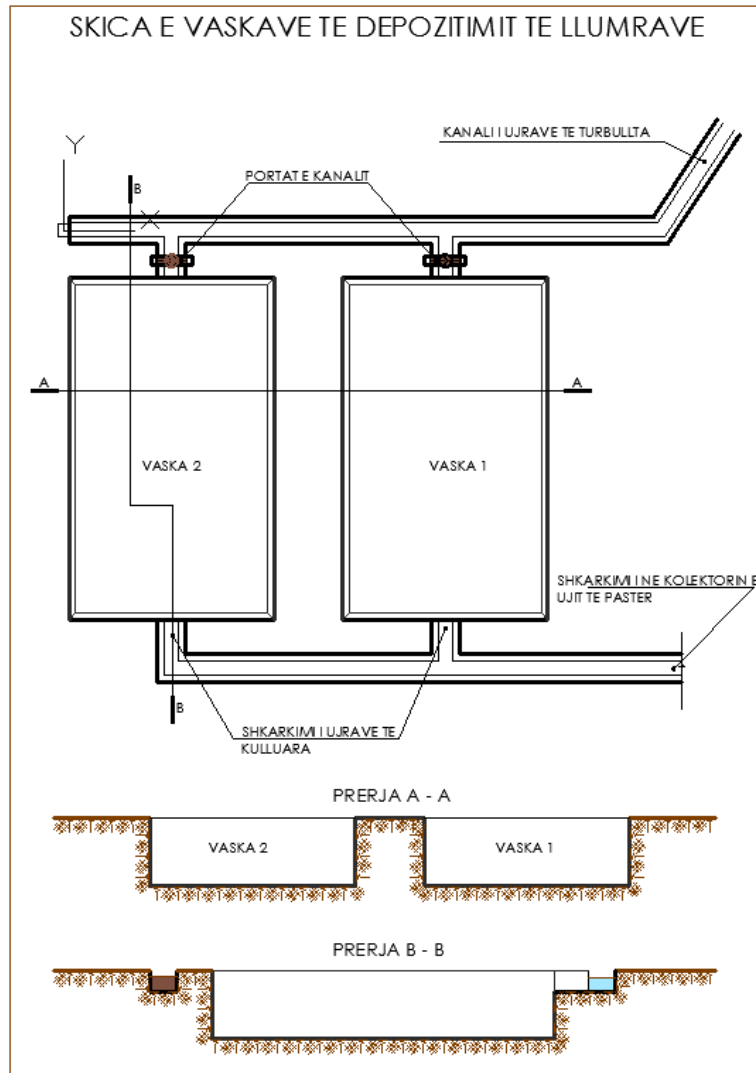 SKICA E VASKAVE TE DEPOZITIMIT TE LLUMRAVE
KANALI I UJRAVE TE TURBULLTA
Y
PORTAT E KANALIT
B
X
A
A
VASKA 2
VASKA 1
SHKARKIMI NE KOLEKTORIN E
UJIT TE PASTER
B
SHKARKIMI I UJRAVE TE
KULLUARA
PRERJA A - A
VASKA 2
VASKA 1
PRERJA B - B